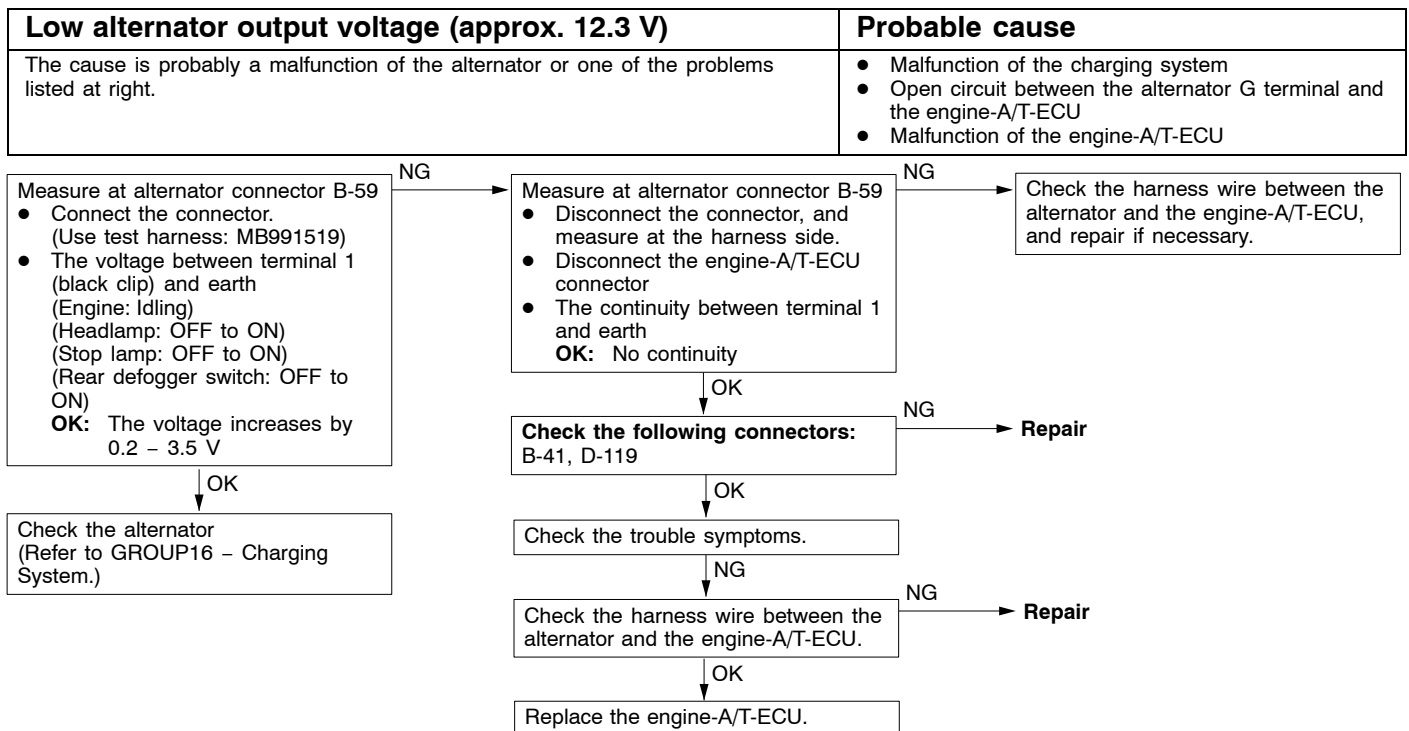 Low alternator output voltage (approx. 12.3 V)
Probable cause
The cause is probably a malfunction of the alternator or one of the problems
listed at right.
● Malfunction of the charging system
● Open circuit between the alternator G terminal and
the engine-A/T-ECU
● Malfunction of the engine-A/T-ECU
Measure at alternator connector B-59
● Connect the connector.
(Use test harness: MB991519)
● The voltage between terminal 1
(black clip) and earth
(Engine: Idling)
(Headlamp: OFF to ON)
(Stop lamp: OFF to ON)
(Rear defogger switch: OFF to
ON)
OK: The voltage increases by
0.2 – 3.5 V
NG
OK
Check the alternator
(Refer to GROUP16 – Charging
System.)
Measure at alternator connector B-59
● Disconnect the connector, and
measure at the harness side.
● Disconnect the engine-A/T-ECU
connector
● The continuity between terminal 1
and earth
OK: No continuity
NG
Check the harness wire between the
alternator and the engine-A/T-ECU,
and repair if necessary.
OK
Check the following connectors:
B-41, D-119
NG
Repair
OK
Check the trouble symptoms.
NG
Check the harness wire between the
alternator and the engine-A/T-ECU.
NG
Repair
OK
Replace the engine-A/T-ECU.